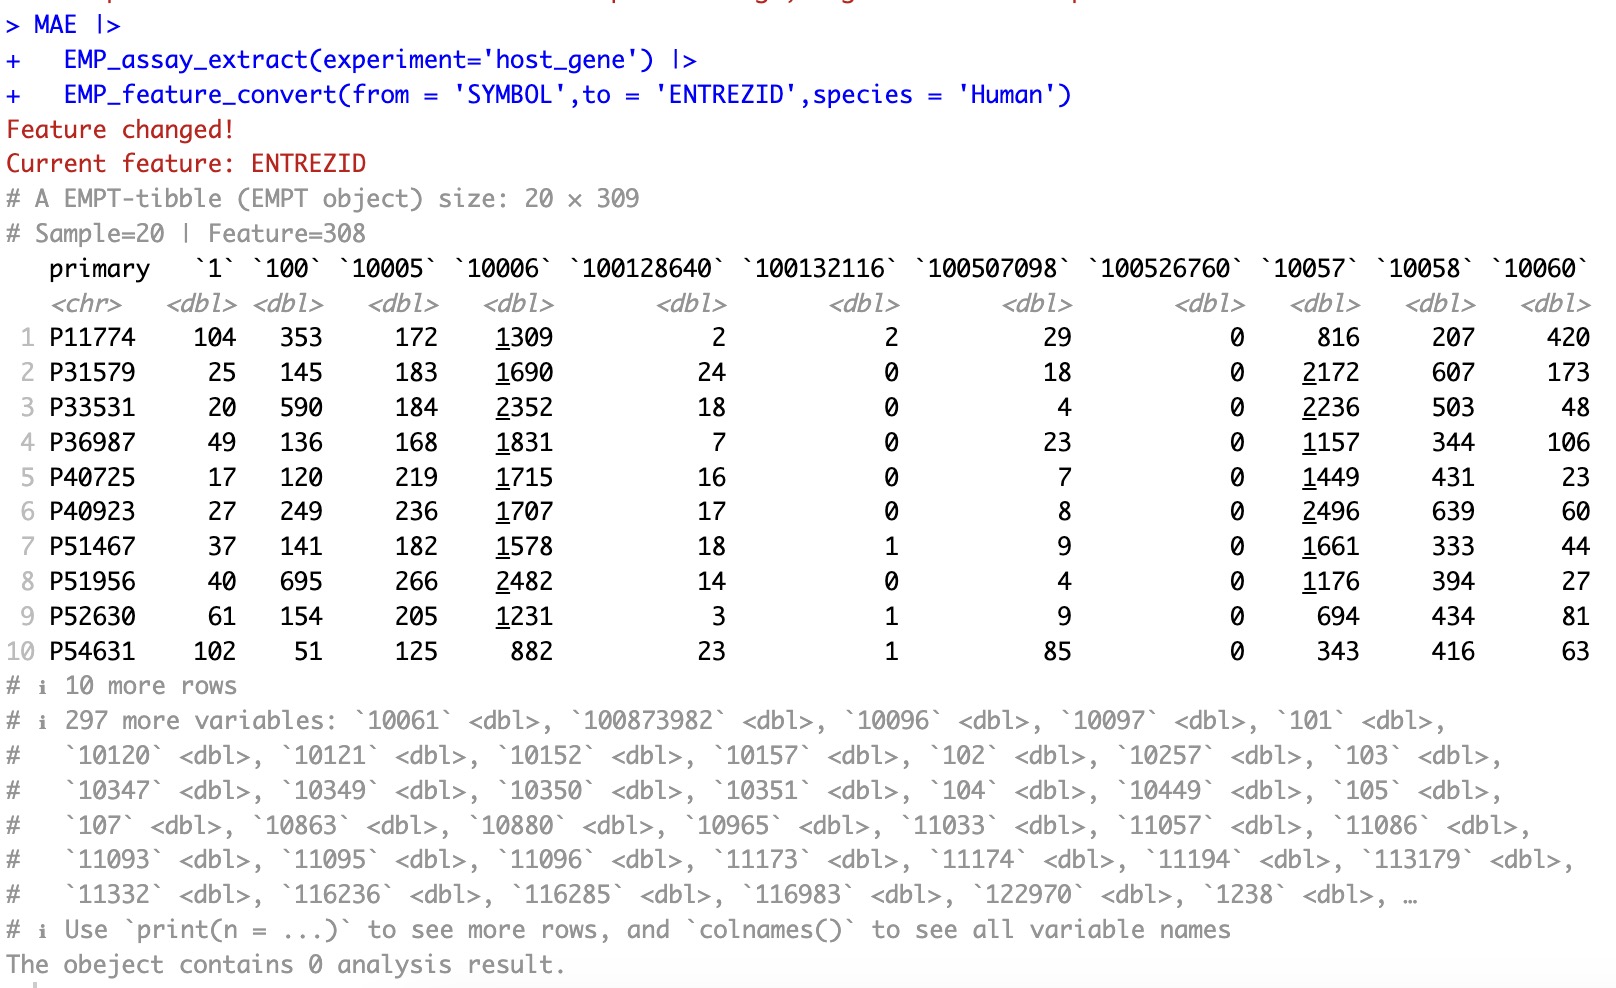 > MAE |>
+   EMP_assay_extract(experiment='host_gene') |>
+   EMP_feature_convert(from = 'SYMBOL',to = 'ENTREZID',species = 'Human')
Feature changed!
Current feature: ENTREZID
# A EMPT-tibble (EMPT object) size: 20 × 309
# Sample=20 | Feature=308
   primary   `1` `100` `10005` `10006` `100128640` `100132116` `100507098` `100526760` `10057` `10058` `10060`
   <chr>   <dbl> <dbl>   <dbl>   <dbl>       <dbl>       <dbl>       <dbl>       <dbl>   <dbl>   <dbl>   <dbl>
 1 P11774    104   353     172    1309           2           2          29           0     816     207     420
 2 P31579     25   145     183    1690          24           0          18           0    2172     607     173
 3 P33531     20   590     184    2352          18           0           4           0    2236     503      48
 4 P36987     49   136     168    1831           7           0          23           0    1157     344     106
 5 P40725     17   120     219    1715          16           0           7           0    1449     431      23
 6 P40923     27   249     236    1707          17           0           8           0    2496     639      60
 7 P51467     37   141     182    1578          18           1           9           0    1661     333      44
 8 P51956     40   695     266    2482          14           0           4           0    1176     394      27
 9 P52630     61   154     205    1231           3           1           9           0     694     434      81
10 P54631    102    51     125     882          23           1          85           0     343     416      63
# ℹ 10 more rows
# ℹ 297 more variables: `10061` <dbl>, `100873982` <dbl>, `10096` <dbl>, `10097` <dbl>, `101` <dbl>,
#   `10120` <dbl>, `10121` <dbl>, `10152` <dbl>, `10157` <dbl>, `102` <dbl>, `10257` <dbl>, `103` <dbl>,
#   `10347` <dbl>, `10349` <dbl>, `10350` <dbl>, `10351` <dbl>, `104` <dbl>, `10449` <dbl>, `105` <dbl>,
#   `107` <dbl>, `10863` <dbl>, `10880` <dbl>, `10965` <dbl>, `11033` <dbl>, `11057` <dbl>, `11086` <dbl>,
#   `11093` <dbl>, `11095` <dbl>, `11096` <dbl>, `11173` <dbl>, `11174` <dbl>, `11194` <dbl>, `113179` <dbl>,
#   `11332` <dbl>, `116236` <dbl>, `116285` <dbl>, `116983` <dbl>, `122970` <dbl>, `1238` <dbl>, …
# ℹ Use `print(n = ...)` to see more rows, and `colnames()` to see all variable names
The obeject contains 0 analysis result.